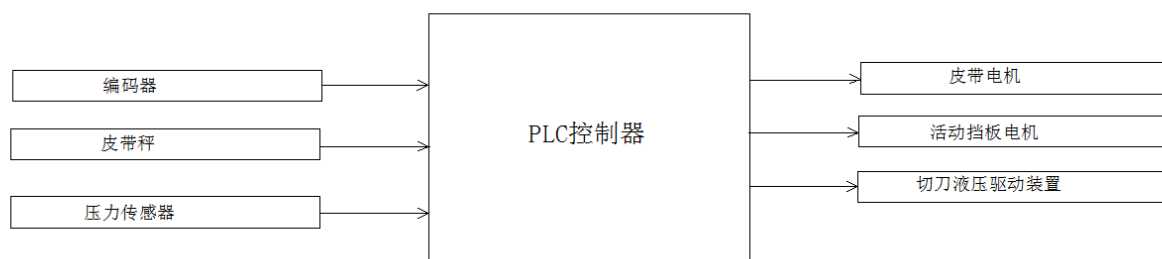 编码器
皮带秤
压力传感器
PLC控制器
皮带电机
活动挡板电机
切刀液压驱动装置